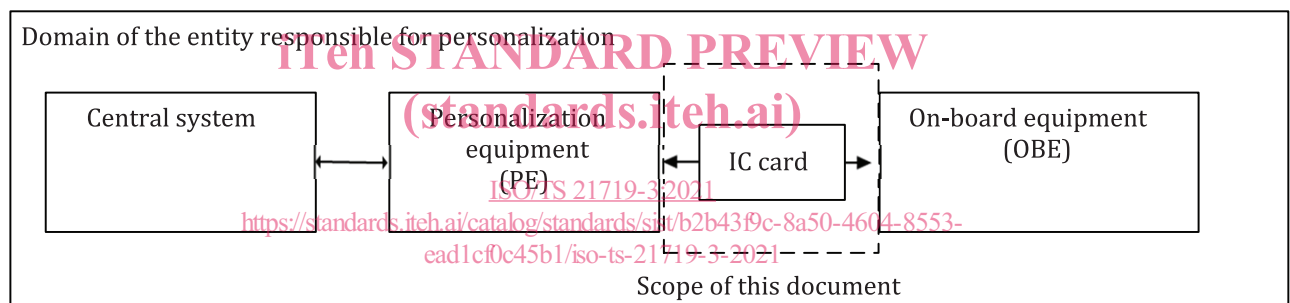 Domain of the entity responsible for personalization
iTeh STANDARD PREVIEW
(standards.iteh.ai)
Central system
Personalization
equipment
(PE)
IC card
On-board equipment
(OBE)
ISO/TS 21719-3:2021
https://standards.iteh.ai/catalog/standards/sist/b2b43f9c-8a50-4604-8553-
ead1cf0c45b1/iso-ts-21719-3-2021
Scope of this document